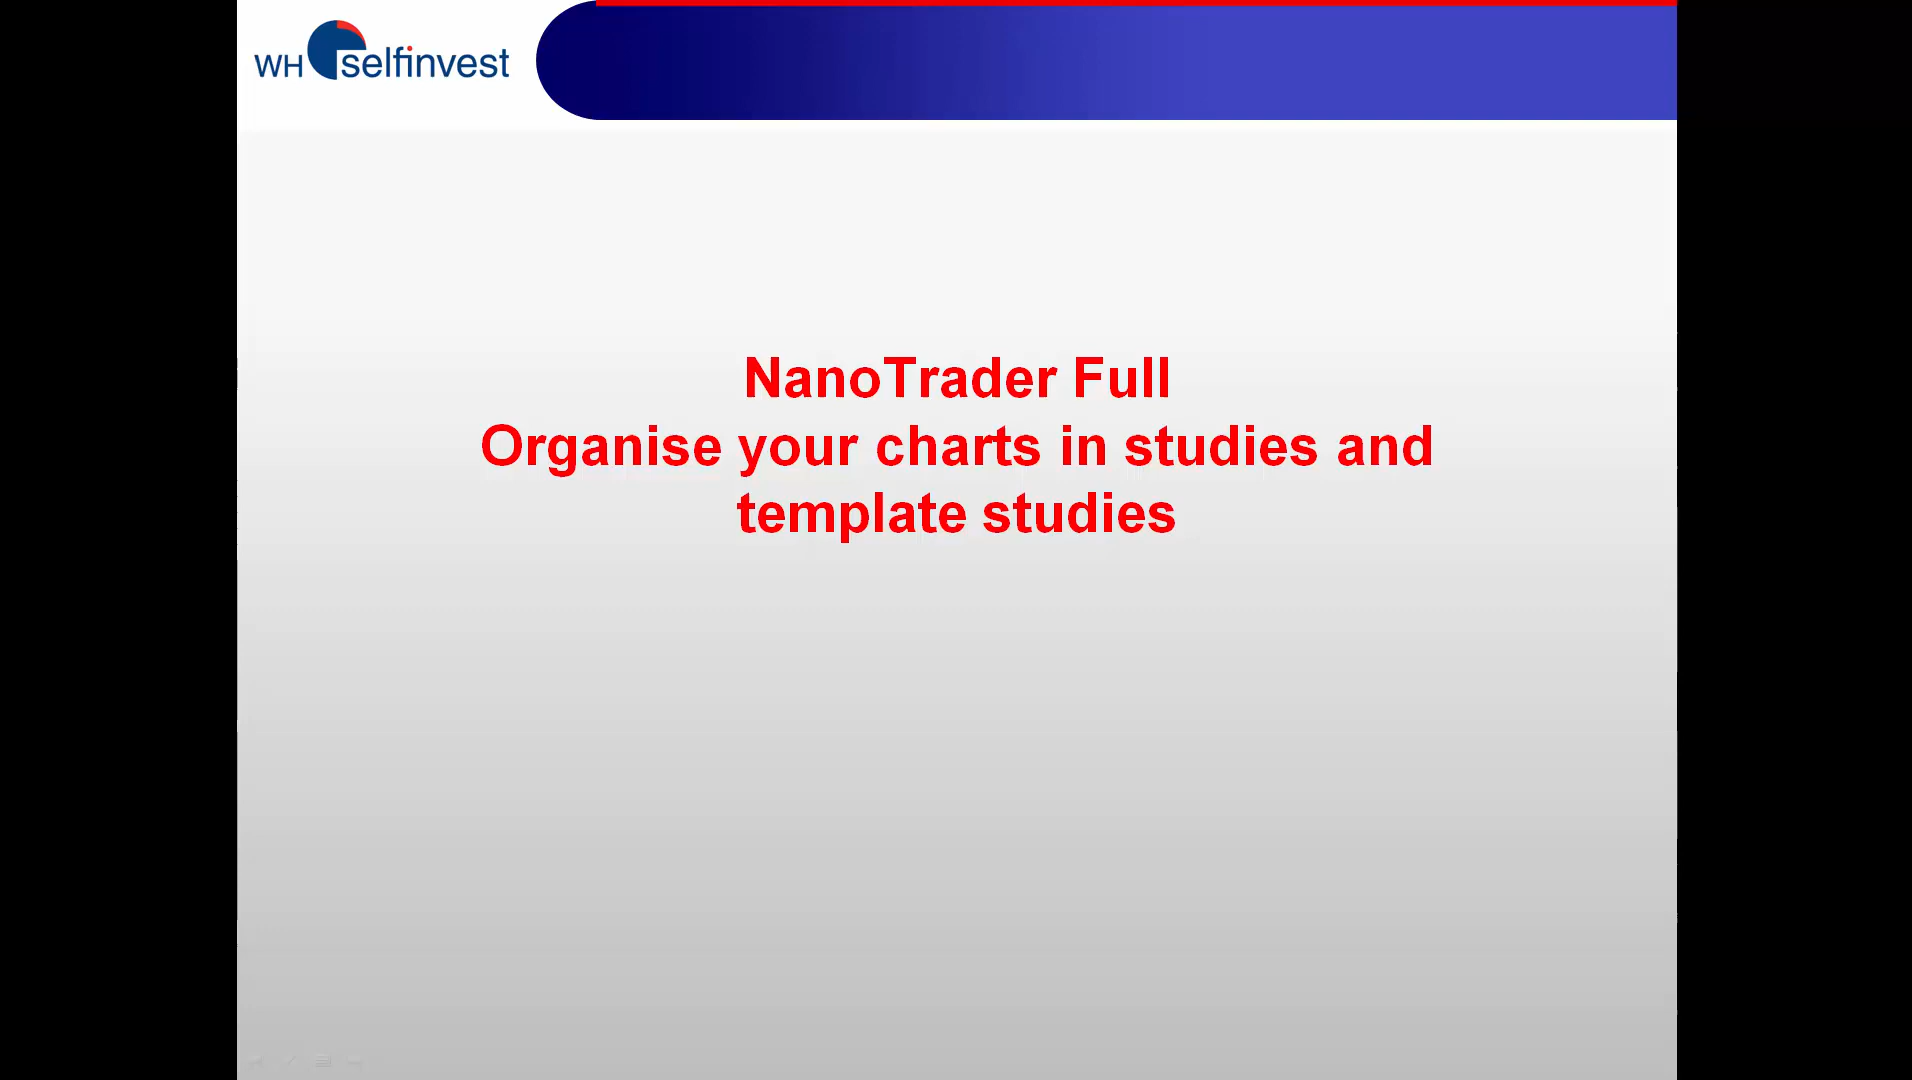 WH selfinvest
NanoTrader Full
Organise your charts in studies and
template studies